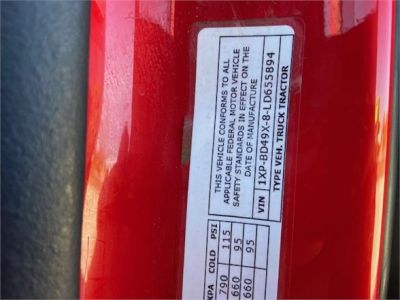 THIS VEHICLE CONFORMS TO ALL
APPLICABLE FEDERAL MOTOR VEHICLE
SAFETY STANDARDS IN EFFECT ON THE
DATE OF MANUFACTURE
VIN 1XP-BD49X-8-LD655894
TYPE VEH. TRUCK TRACTOR
KPA COLD PSI
790 115
660 95
660 95